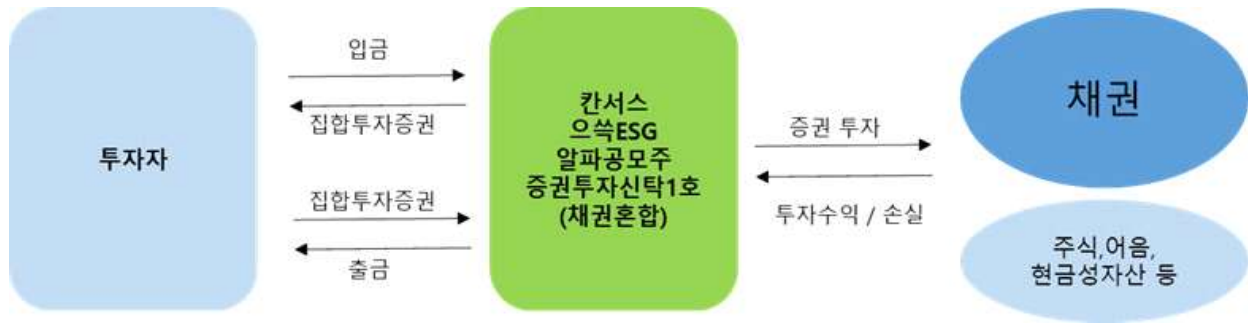 투자자
입금
집합투자증권
집합투자증권
출금
칸서스
으쓱ESG
알파공모주
증권투자신탁1호
(채권혼합)
증권 투자
투자수익 / 손실
채권
주식,어음,
현금성자산 등